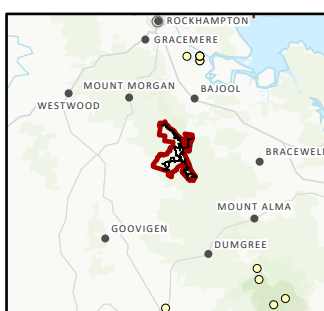 ROCKHAMPTON
GRACEMERE
MOUNT MORGAN
BAJOOL
WESTWOOD
BRACEWELL
MOUNT ALMA
GOOVIGEN
DUMGREE